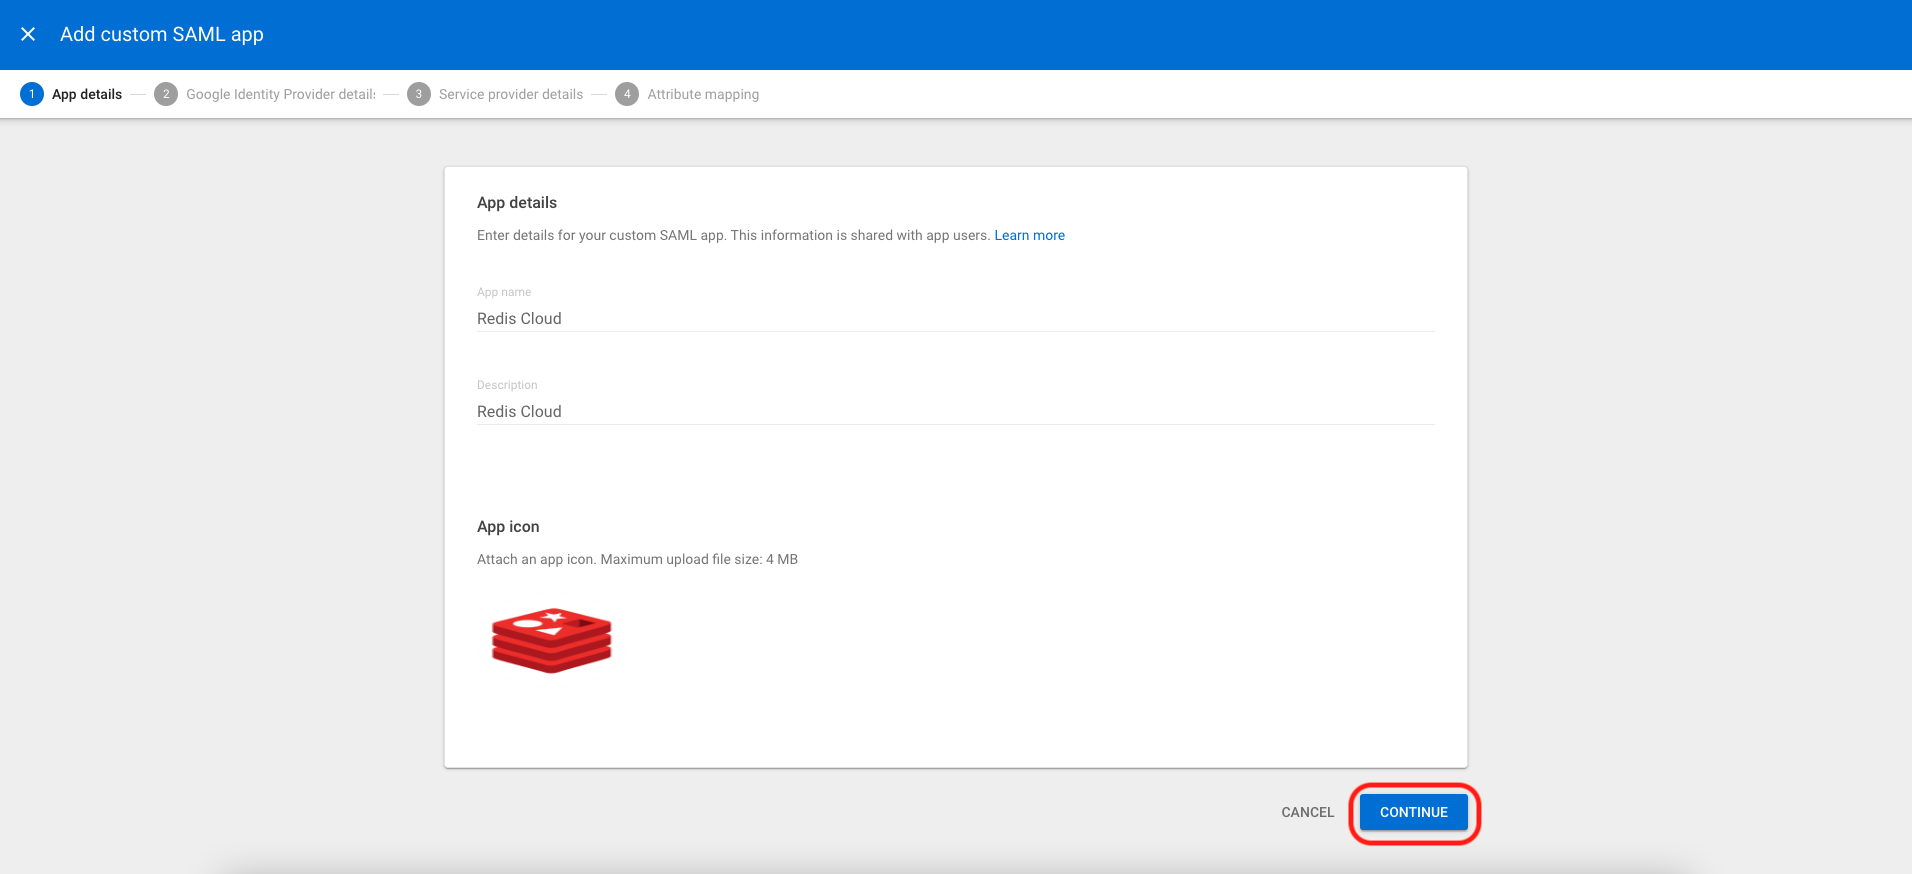 Add custom SAML app
1 App details 2 Google Identity Provider details 3 Service provider details 4 Attribute mapping
App details
Enter details for your custom SAML app. This information is shared with app users. Learn more
App name
Redis Cloud
Description
Redis Cloud
App icon
Attach an app icon. Maximum upload file size: 4 MB
CANCEL CONTINUE